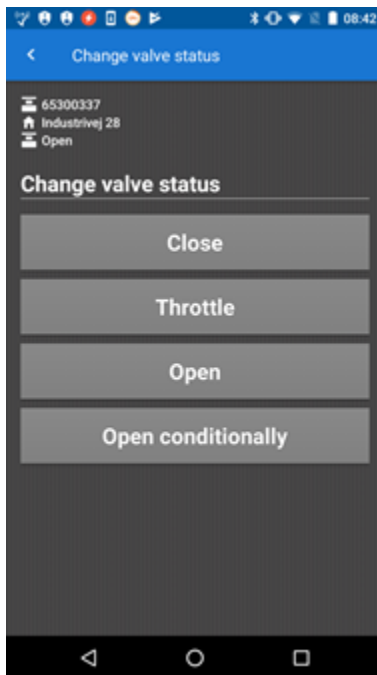 08:42
Change valve status
65300337
Industrivej 28
Open
Change valve status
Close
Throttle
Open
Open conditionally